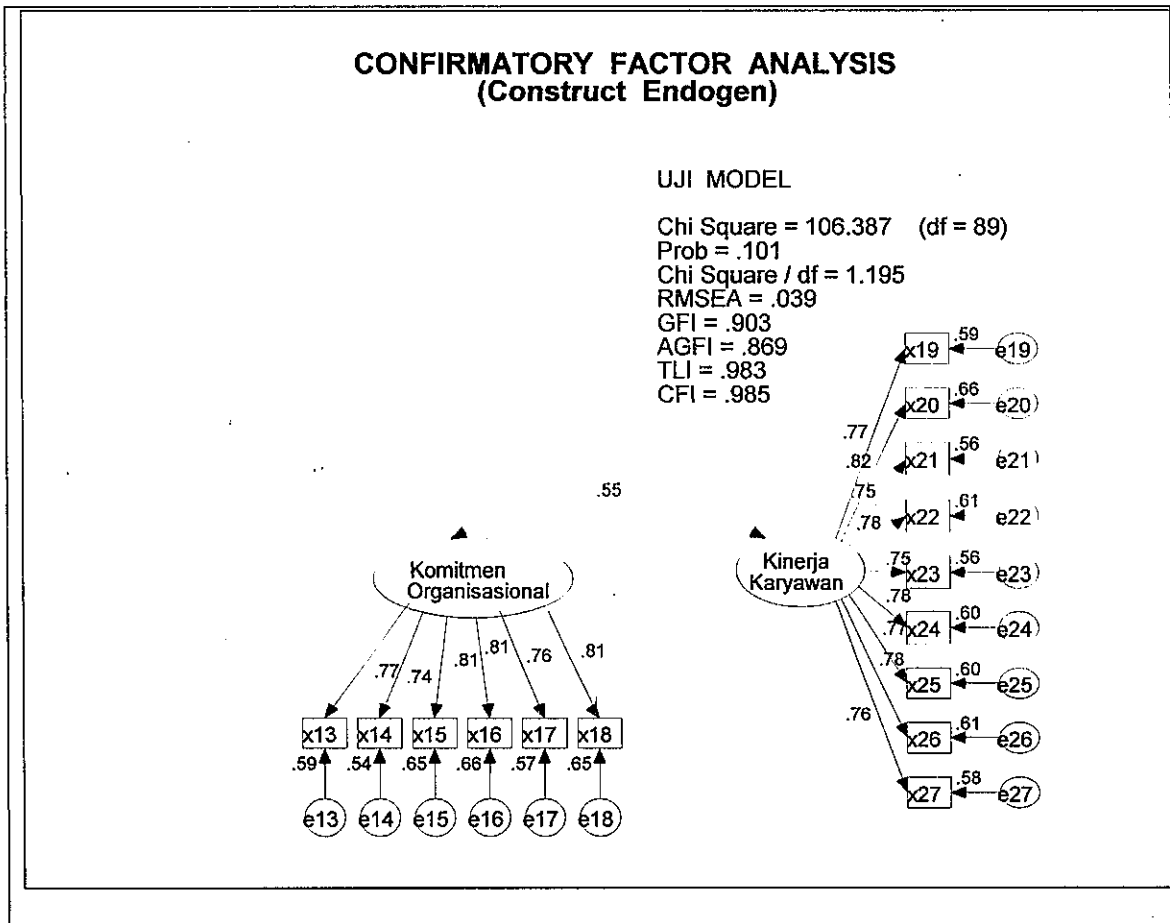 CONFIRMATORY FACTOR ANALYSIS
(Construct Endogen)
UJI MODEL
Chi Square = 106.387 (df = 89)
Prob = .101
Chi Square / df = 1.195
RMSEA = .039
GFI = .903
AGFI = .869
TLI = .983
CFI = .985
.55
Komitmen
Organisasional
.77
.74
.81
.81
.76
.81
x13 x14 x15 x16 x17 x18
.59 .54 .65 .66 .57 .65
e13 e14 e15 e16 e17 e18
Kinerja
Karyawan
.77
.82
.75
.78
.75
.78
.77
.78
.76
x19 .59 e19
x20 .66 e20
x21 .56 e21
x22 .61 e22
x23 .56 e23
x24 .60 e24
x25 .60 e25
x26 .61 e26
x27 .58 e27